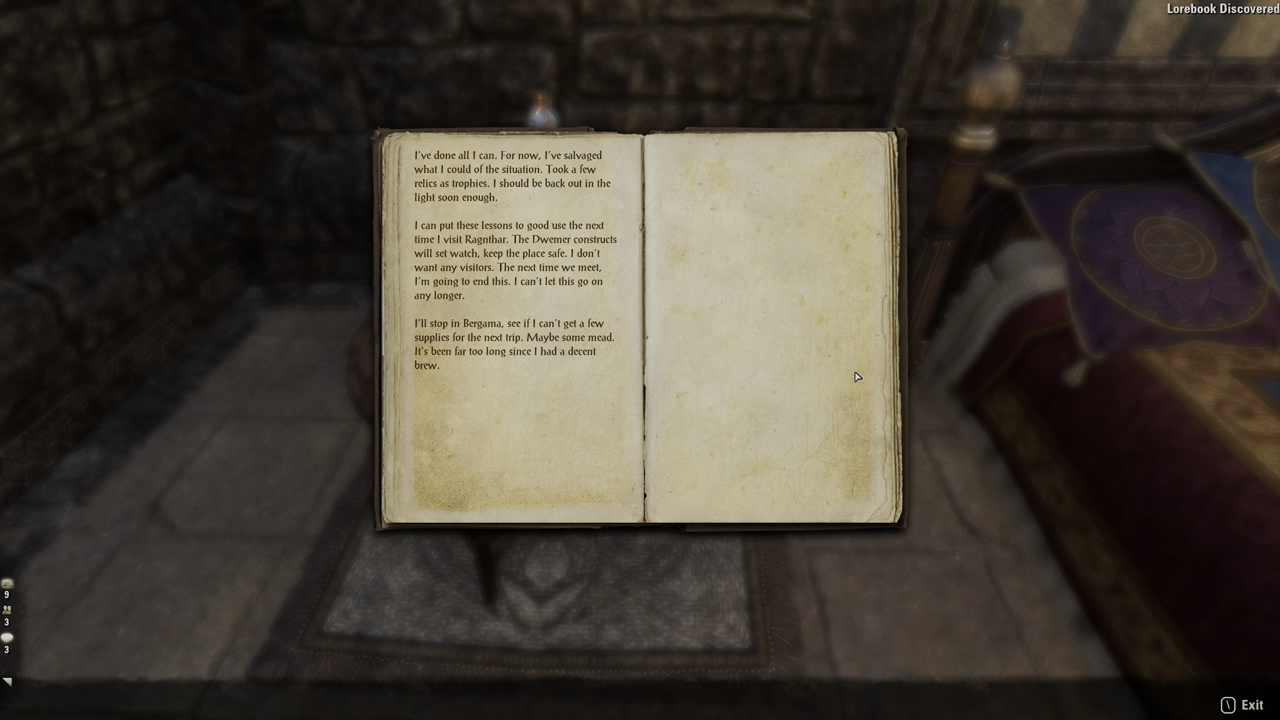 Lorebook Discovered
I've done all I can. For now, I've salvaged
what I could of the situation. Took a few
relics as trophies. I should be back out in the
light soon enough.
I can put these lessons to good use the next
time I visit Ragnthar. The Dwemer constructs
will set watch, keep the place safe. I don't
want any visitors. The next time we meet,
I'm going to end this. I can't let this go on
any longer.
I'll stop in Bergama, see if I can't get a few
supplies for the next trip. Maybe some mead.
It's been far too long since I had a decent
brew.
9
3
3
\ Exit